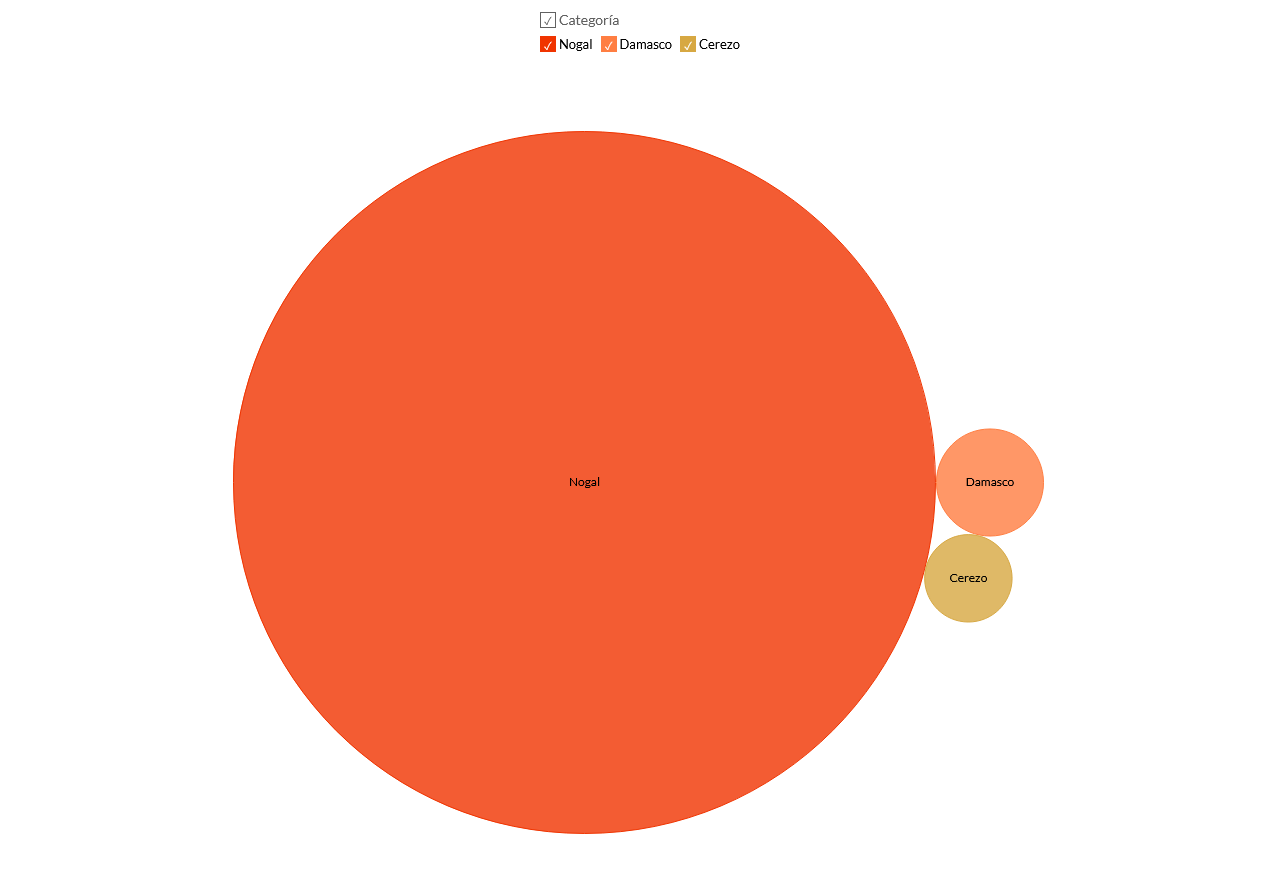 Categoría
Nogal Damasco Cerezo
Nogal
Damasco
Cerezo